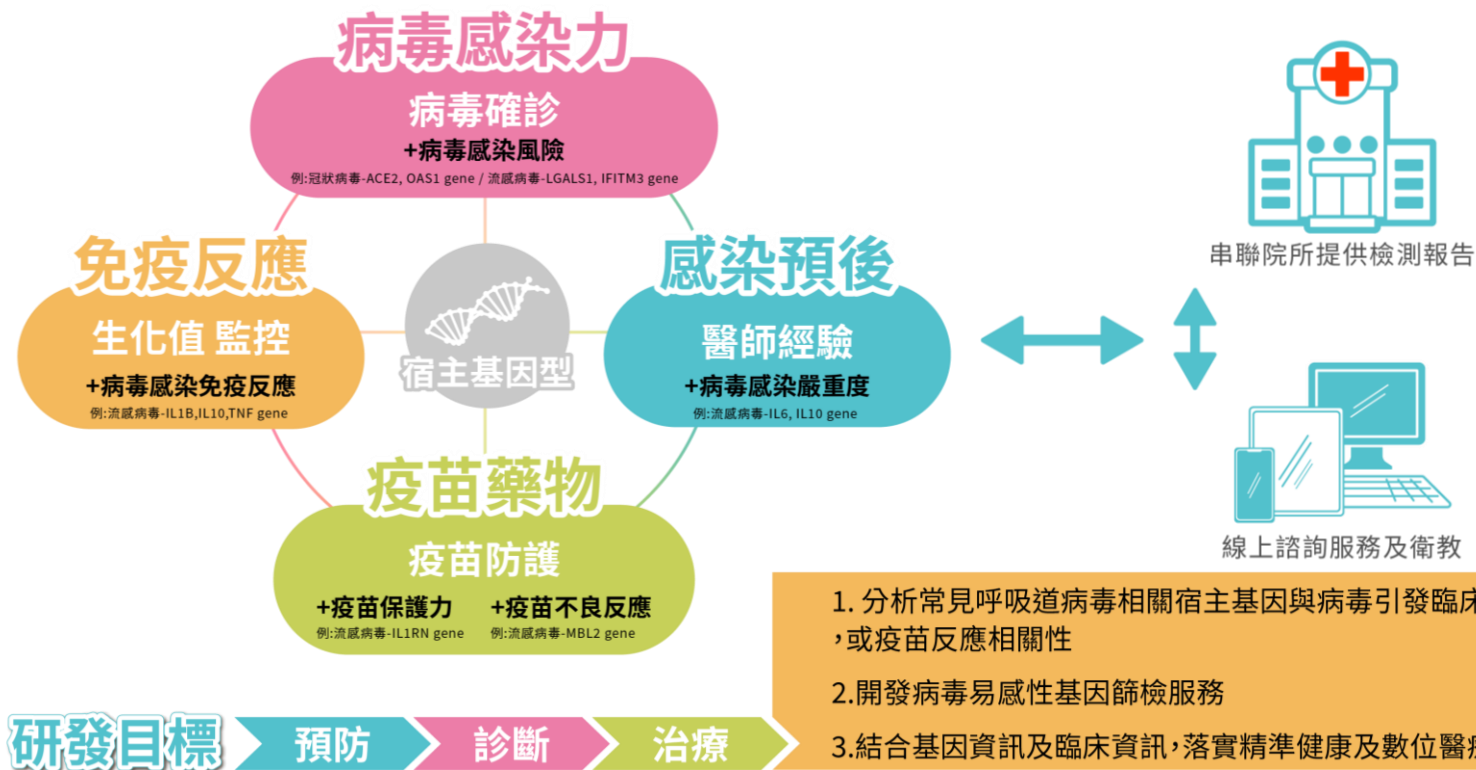 病毒感染力
病毒確診
+病毒感染風險
例:冠狀病毒-ACE2, OAS1 gene / 流感病毒-LGALS1, IFITM3 gene
免疫反應
生化值 監控
+病毒感染免疫反應
例:流感病毒-IL1B,IL10,TNF gene
宿主基因型
感染預後
醫師經驗
+病毒感染嚴重度
例:流感病毒-IL6, IL10 gene
疫苗藥物
疫苗防護
+疫苗保護力 +疫苗不良反應
例:流感病毒-IL1RN gene 例:流感病毒-MBL2 gene
串聯院所提供檢測報告
線上諮詢服務及衛教
1. 分析常見呼吸道病毒相關宿主基因與病毒引發臨床
,或疫苗反應相關性
2.開發病毒易感性基因篩檢服務
3.結合基因資訊及臨床資訊,落實精準健康及數位醫療
研發目標
預防
診斷
治療